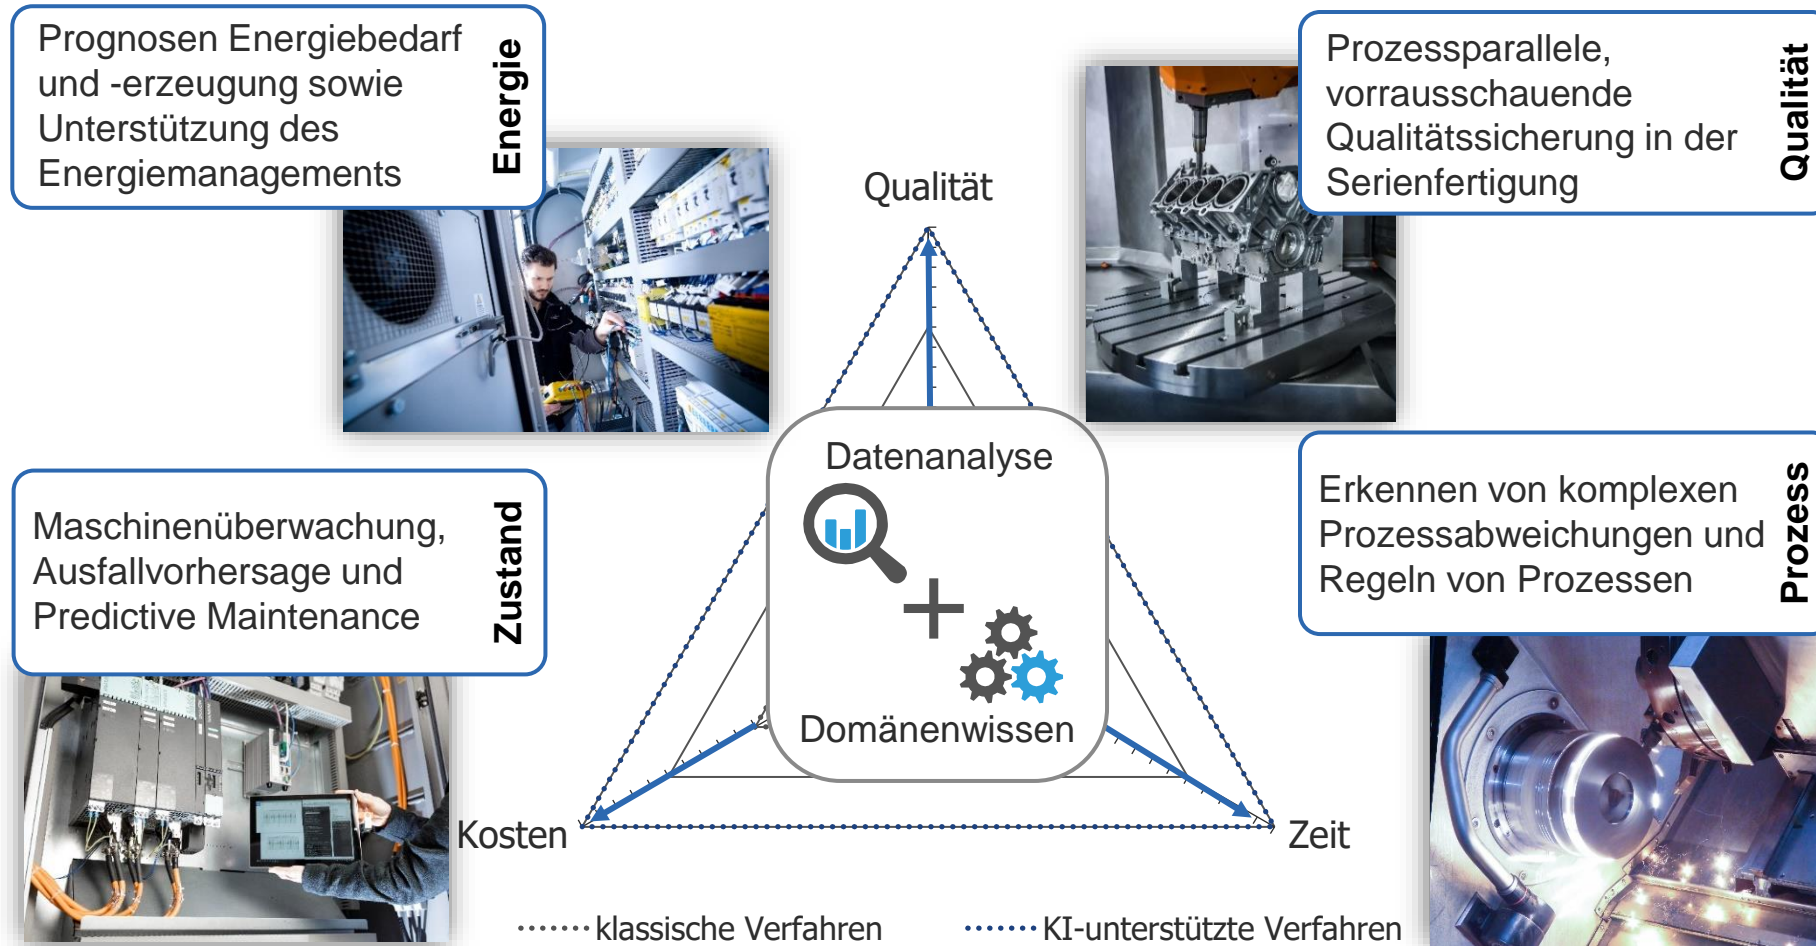 Prognosen Energiebedarf
und -erzeugung sowie
Unterstützung des
Energiemanagements
Energie
Prozessparallele,
vorrausschauende
Qualitätssicherung in der
Serienfertigung
Qualität
Qualität
Datenanalyse
Domänenwissen
Kosten
Zeit
Maschinenüberwachung,
Ausfallvorhersage und
Predictive Maintenance
Zustand
Erkennen von komplexen
Prozessabweichungen und
Regeln von Prozessen
Prozess
klassische Verfahren
KI-unterstützte Verfahren